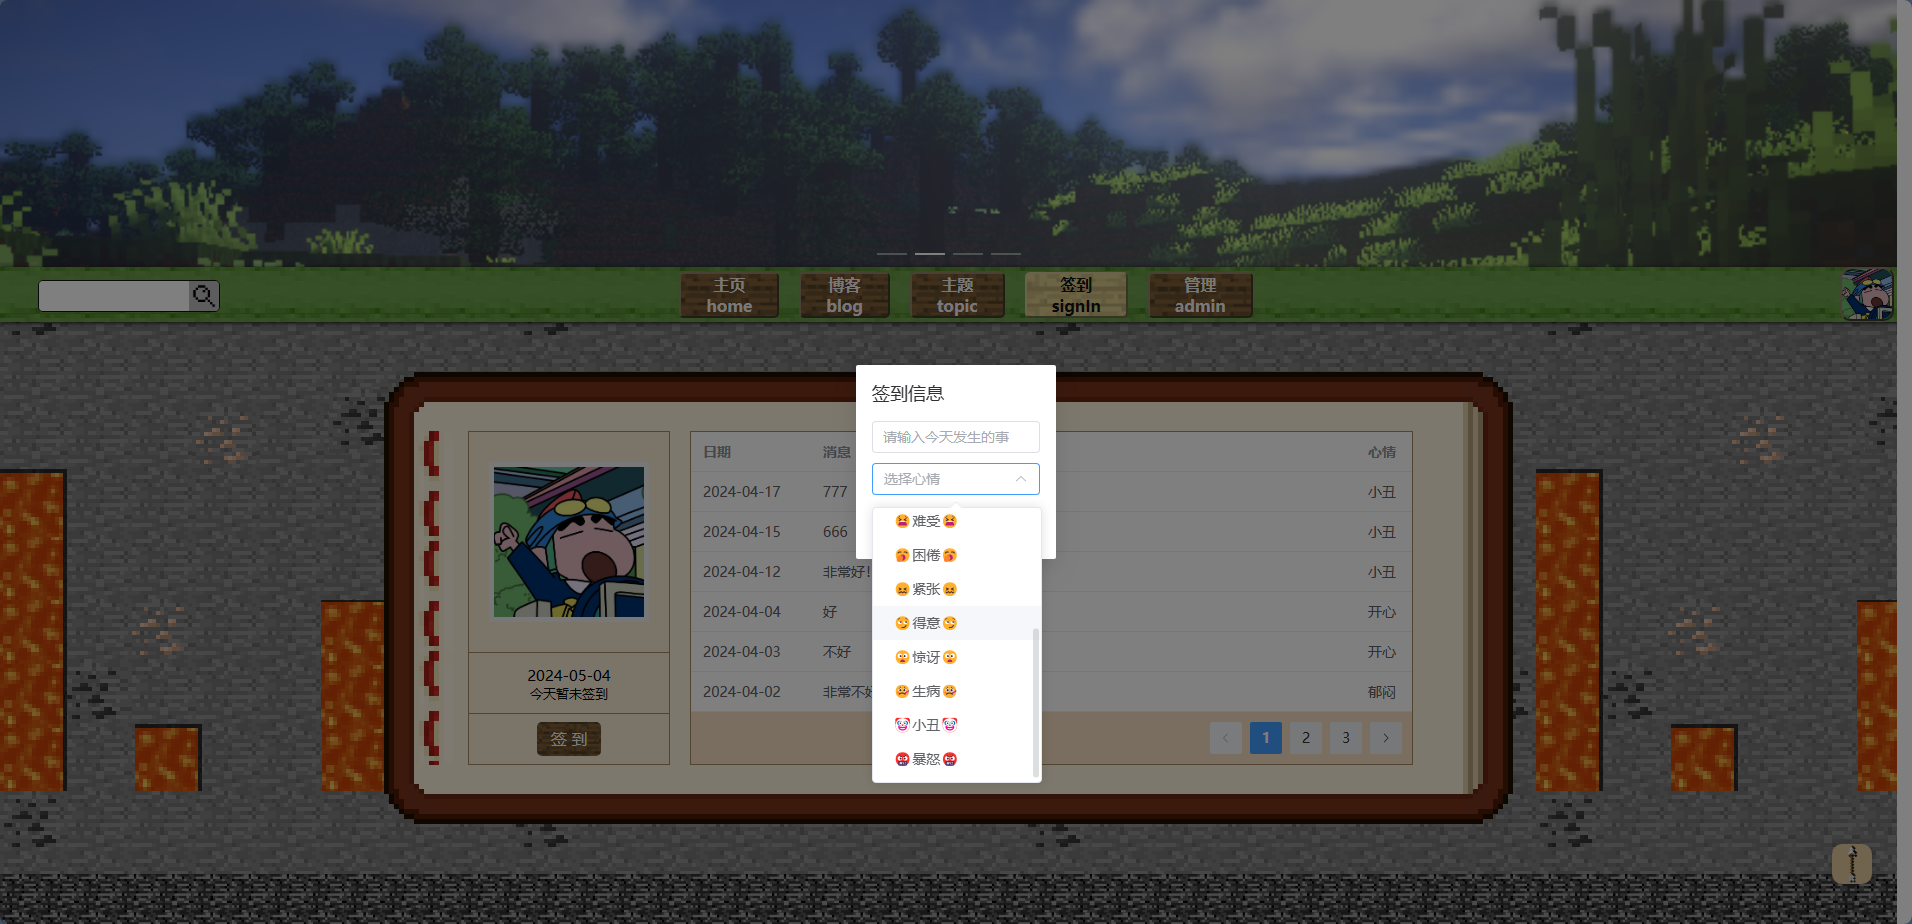 主页
home
博客
blog
主题
topic
签到
signIn
管理
admin
签到信息
请输入今天发生的事
选择心情
😫难受😫
🥱困倦🥱
😖紧张😖
😏得意😏
😲惊讶😲
🤒生病🤒
🤡小丑🤡
🤬暴怒🤬
2024-05-04
今天暂未签到
签 到
日期 消息 心情
2024-04-17 777 小丑
2024-04-15 666 小丑
2024-04-12 非常好! 小丑
2024-04-04 好 开心
2024-04-03 不好 开心
2024-04-02 非常不 郁闷
1 2 3